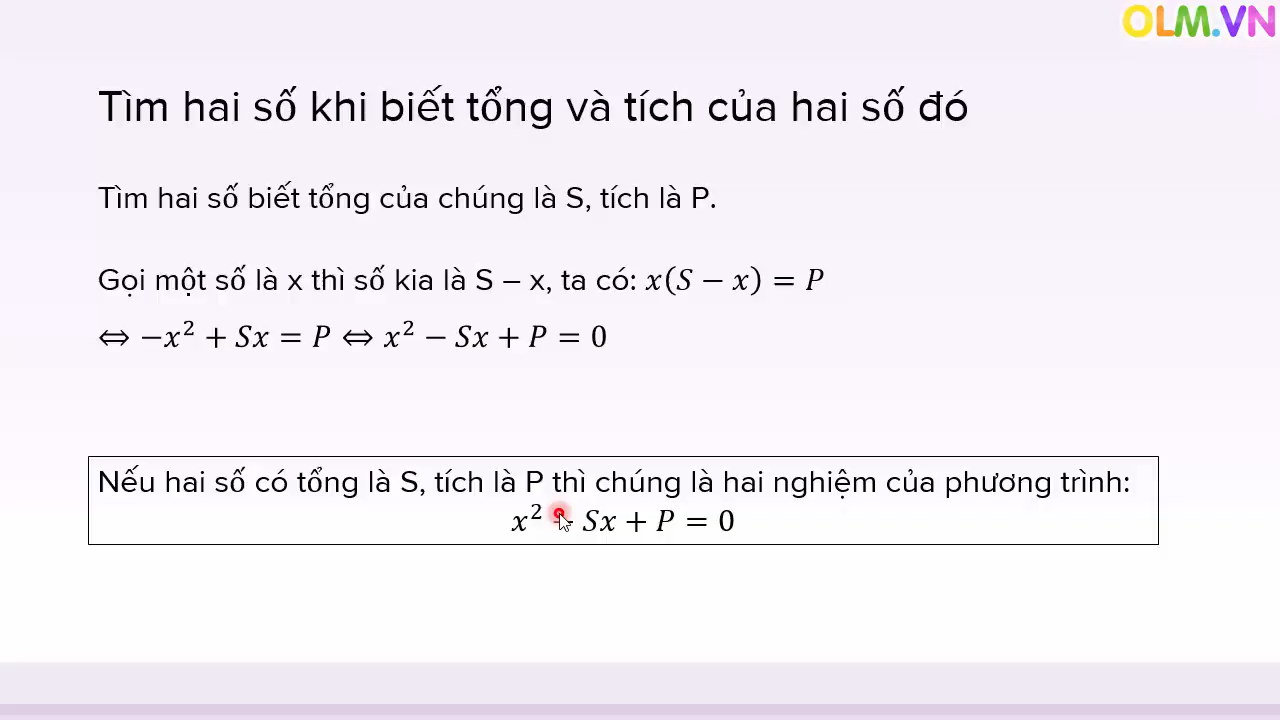 OLM.VN
Tìm hai số khi biết tổng và tích của hai số đó
Tìm hai số biết tổng của chúng là S, tích là P.
Gọi một số là x thì số kia là S – x, ta có: x(S − x) = P
⇔ −x² + Sx = P ⇔ x² − Sx + P = 0
Nếu hai số có tổng là S, tích là P thì chúng là hai nghiệm của phương trình:
x² − Sx + P = 0